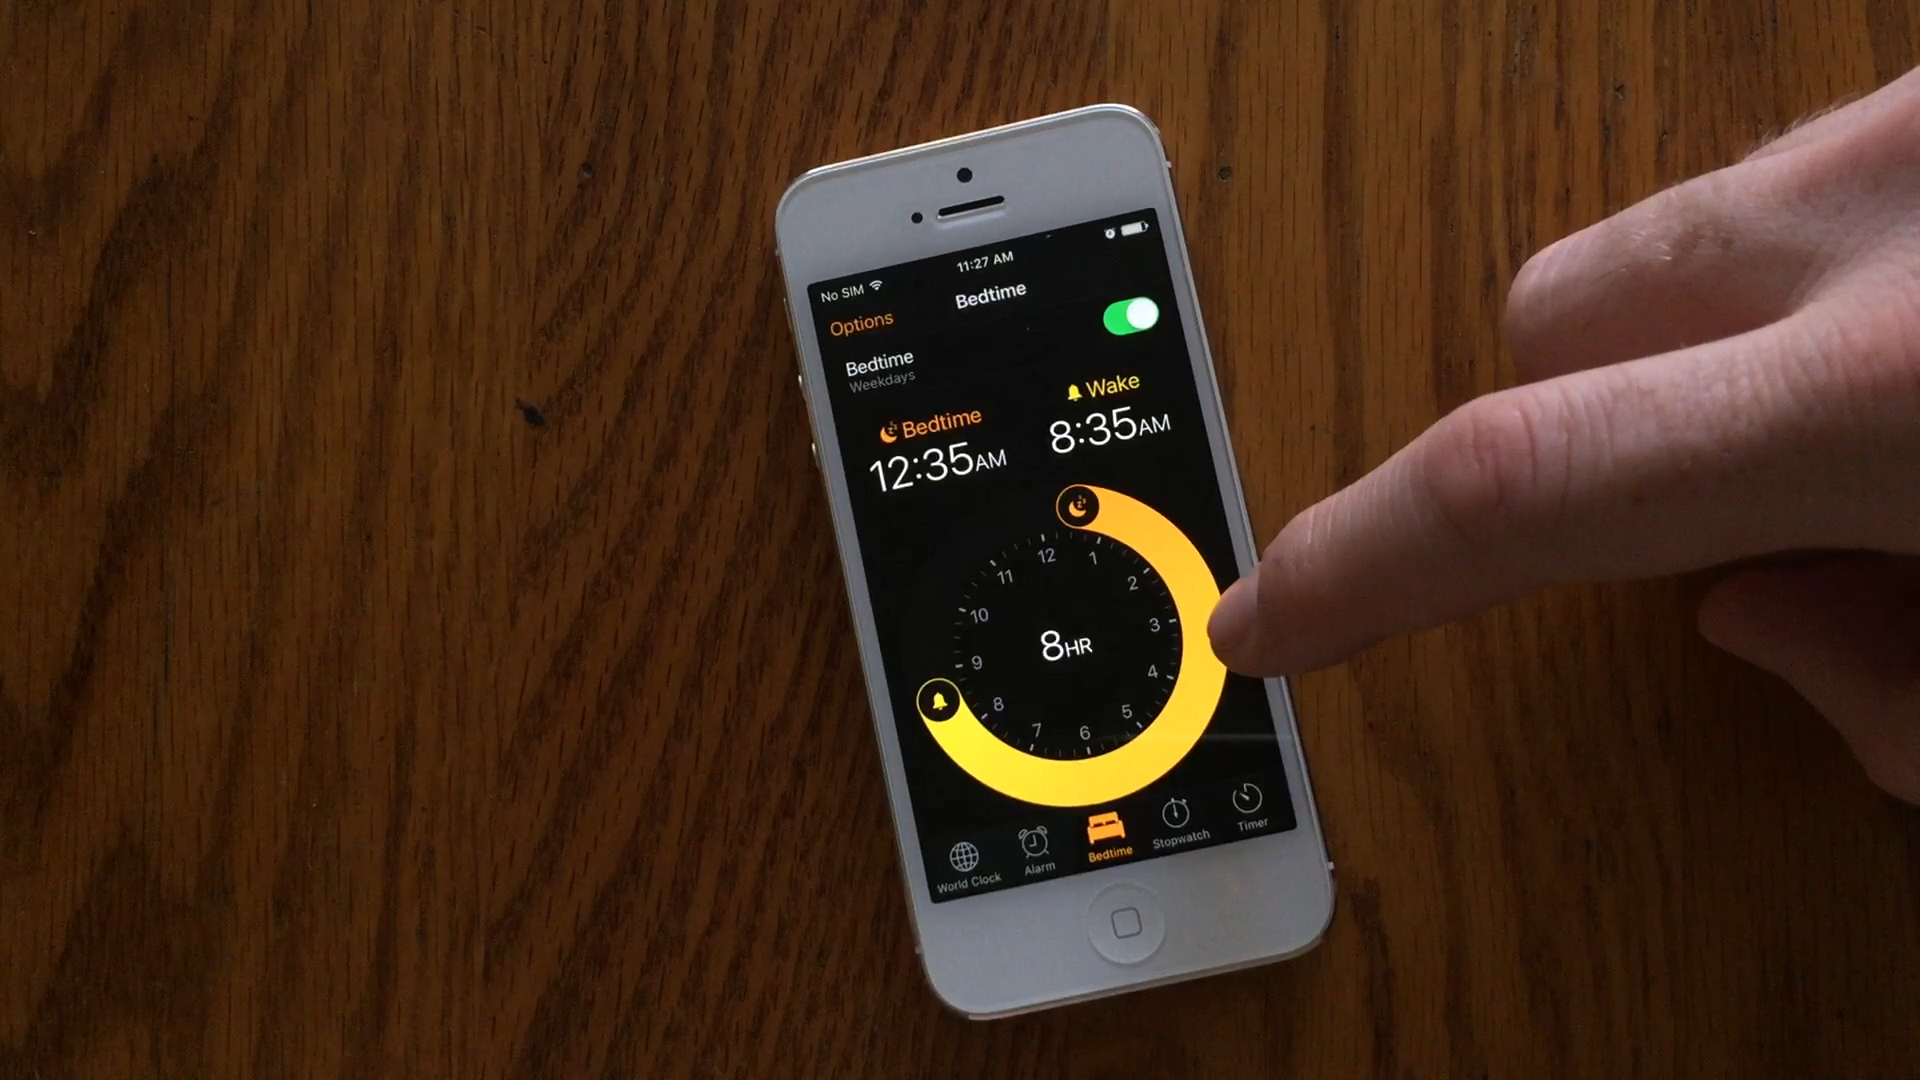 No SIM 11:27 AM
Options Bedtime
Bedtime
Weekdays
Bedtime Wake
12:35AM 8:35AM
12
11 1
10 2
9 3
8 4
7 5
6
8HR
World Clock Alarm Bedtime Stopwatch Timer